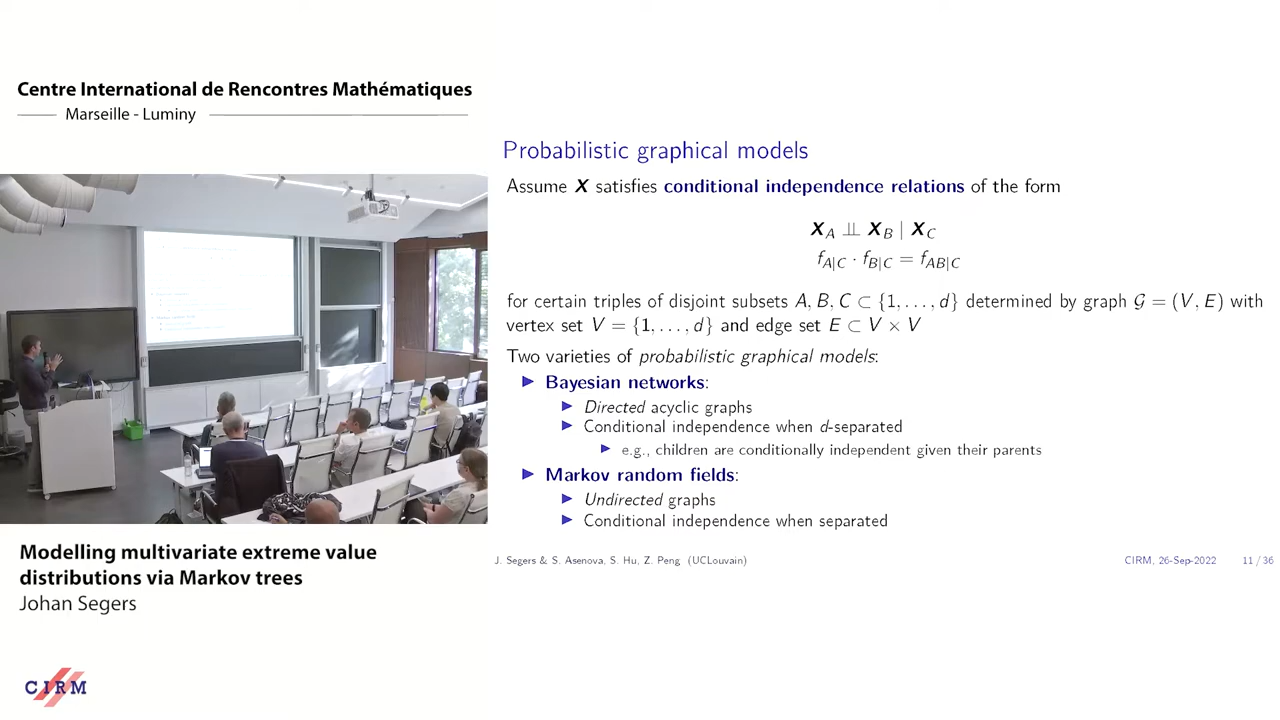 Centre International de Rencontres Mathématiques
Marseille - Luminy
Probabilistic graphical models
Assume X satisfies conditional independence relations of the form
X_A ⫫ X_B | X_C
f_{A|C} · f_{B|C} = f_{AB|C}
for certain triples of disjoint subsets A, B, C ⊂ {1, . . . , d} determined by graph 𝒢 = (V, E) with
vertex set V = {1, . . . , d} and edge set E ⊂ V × V
Two varieties of probabilistic graphical models:
▶ Bayesian networks:
▶ Directed acyclic graphs
▶ Conditional independence when d-separated
▶ e.g., children are conditionally independent given their parents
▶ Markov random fields:
▶ Undirected graphs
▶ Conditional independence when separated
J. Segers & S. Asenova, S. Hu, Z. Peng (UCLouvain) CIRM, 26-Sep-2022 11 / 36
Modelling multivariate extreme value
distributions via Markov trees
Johan Segers
CIRM